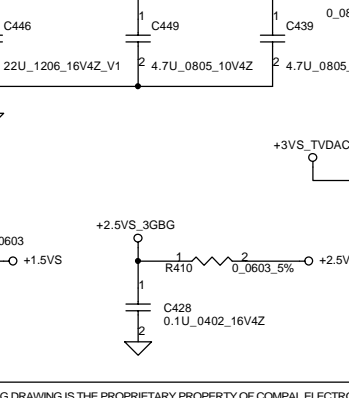 1
1
0_08
C446
C449
C439
22U_1206_16V4Z_V1
2
4.7U_0805_10V4Z
2
4.7U_0805_
+3VS_TVDAC
+2.5VS_3GBG
0603
+1.5VS
1
2
+2.5V
R410
0_0603_5%
1
C428
0.1U_0402_16V4Z
2
G DRAWING IS THE PROPRIETARY PROPERTY OF COMPAL ELECTRO